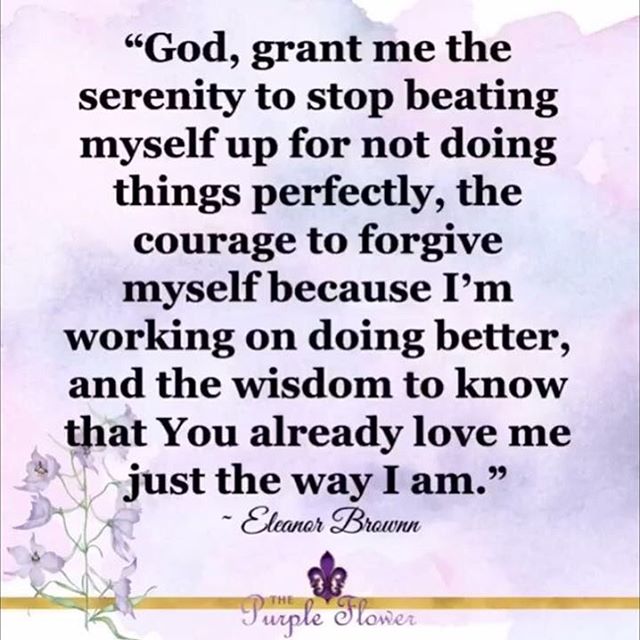 “God, grant me the
serenity to stop beating
myself up for not doing
things perfectly, the
courage to forgive
myself because I’m
working on doing better,
and the wisdom to know
that You already love me
just the way I am.”
~ Eleanor Brownn
THE
Purple Flower